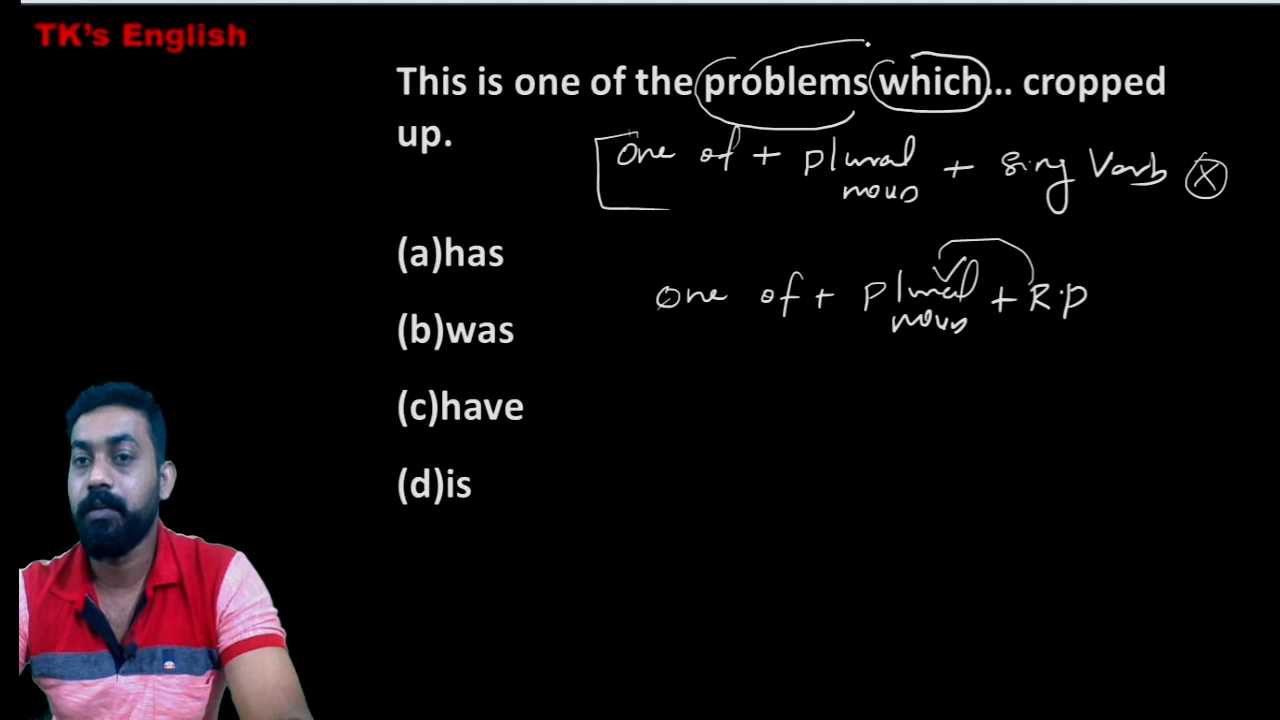 TK's English
This is one of the problems which... cropped
up.
One of + plural noun + Sing Verb X
(a)has
One of + plural noun + R.p
(b)was
(c)have
(d)is